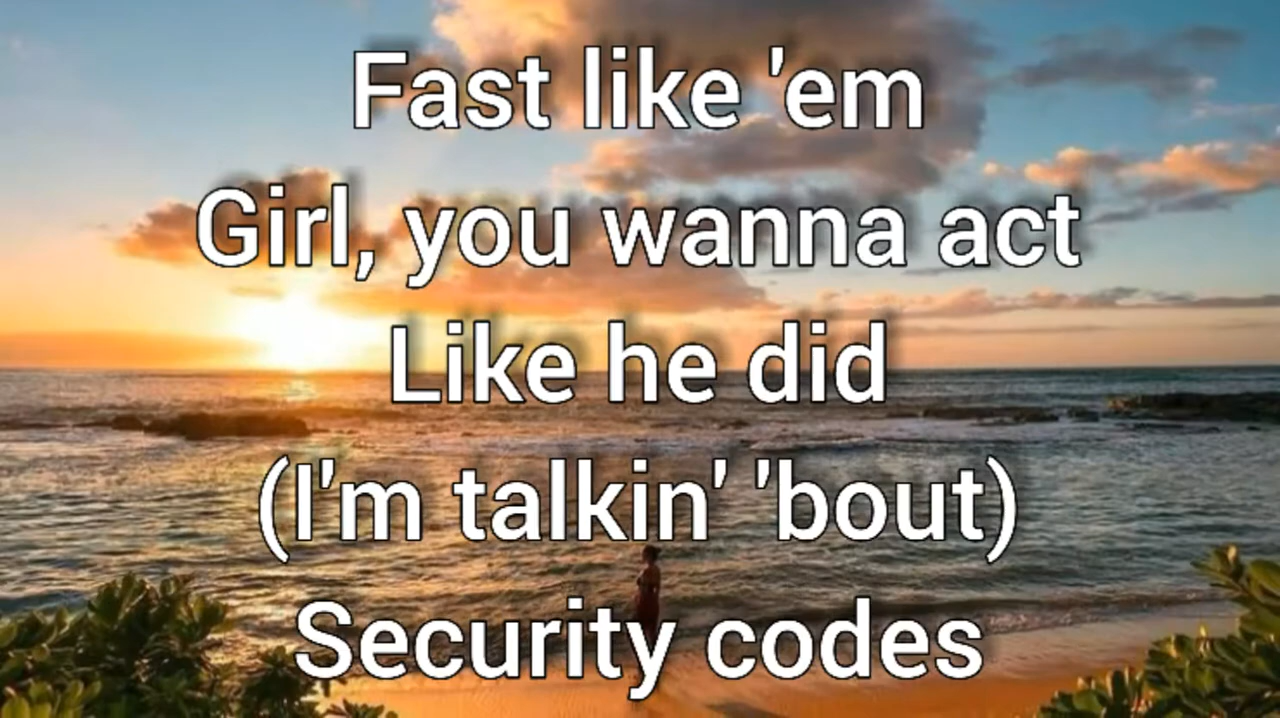 Fast like 'em
Girl, you wanna act
Like he did
(I'm talkin' 'bout)
Security codes